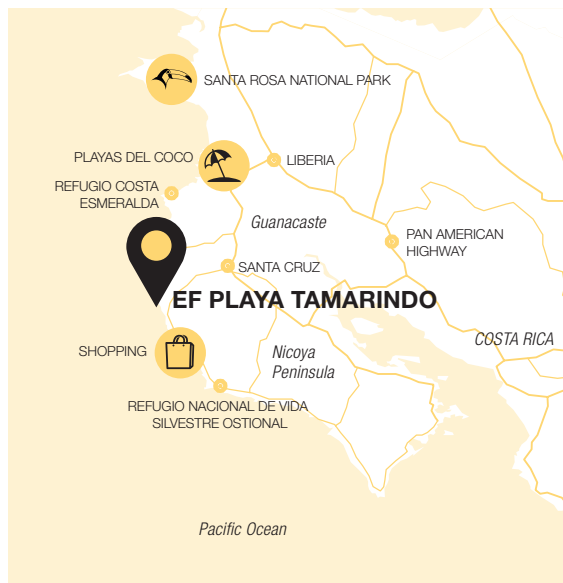 SANTA ROSA NATIONAL PARK
PLAYAS DEL COCO
LIBERIA
REFUGIO COSTA
ESMERALDA
Guanacaste
PAN AMERICAN
HIGHWAY
SANTA CRUZ
EF PLAYA TAMARINDO
COSTA RICA
SHOPPING
Nicoya
Peninsula
REFUGIO NACIONAL DE VIDA
SILVESTRE OSTIONAL
Pacific Ocean